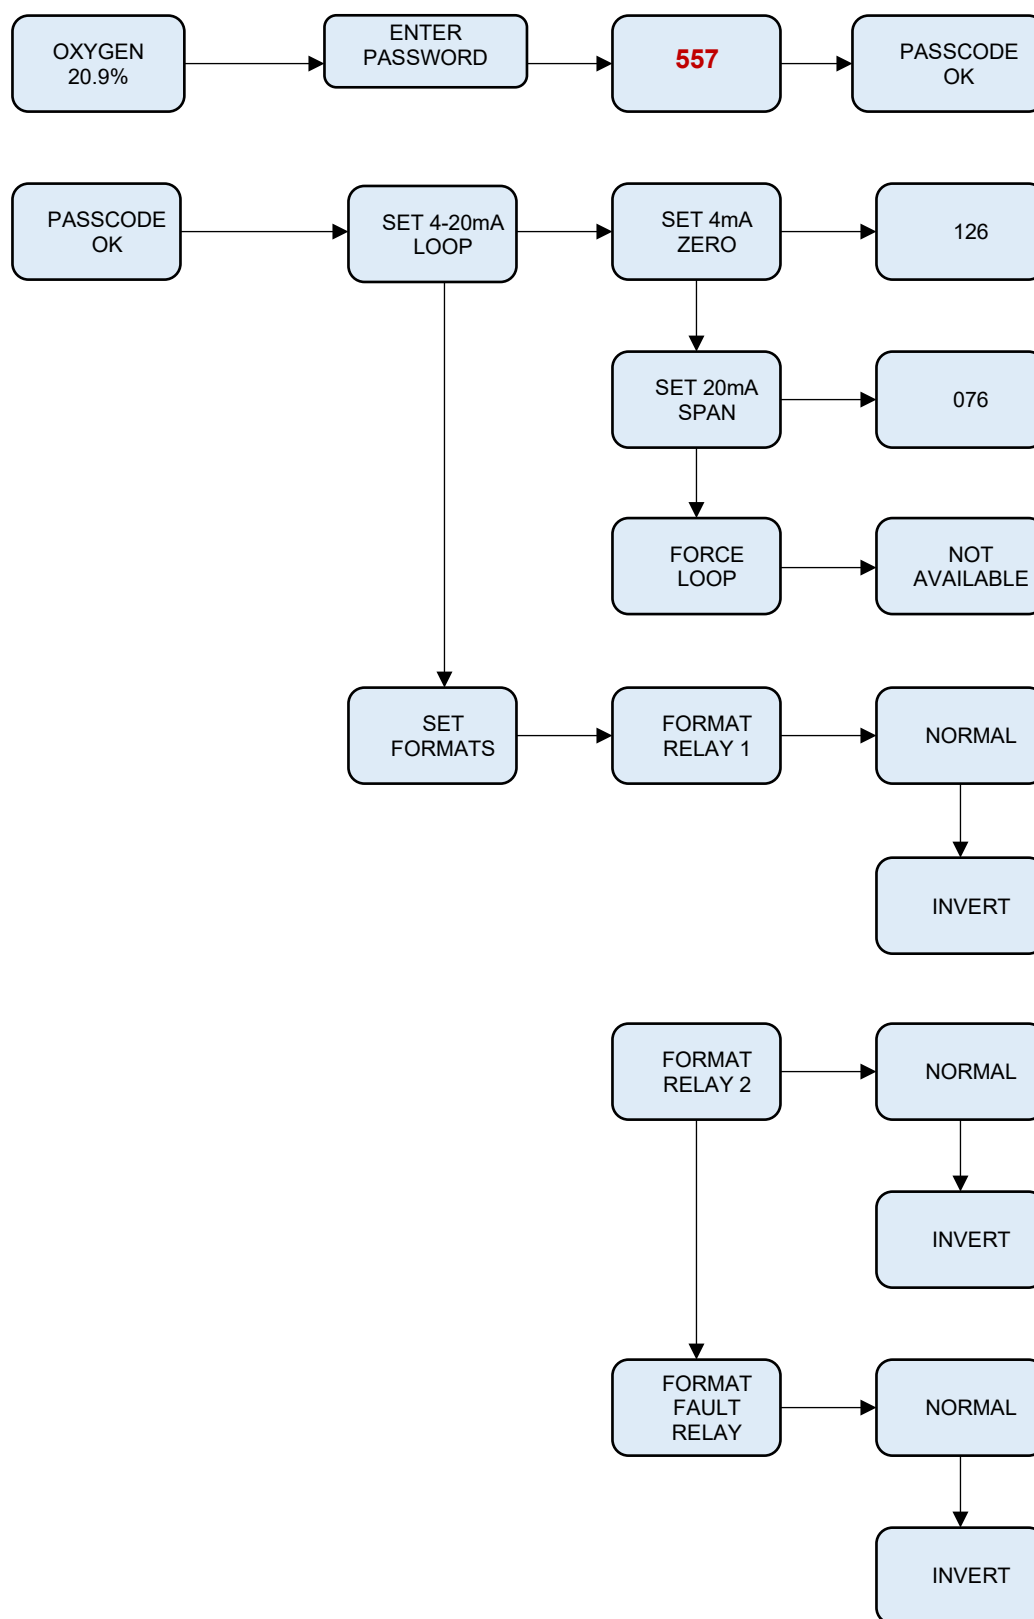 OXYGEN
20.9%
ENTER
PASSWORD
557
PASSCODE
OK
PASSCODE
OK
SET 4-20mA
LOOP
SET 4mA
ZERO
126
SET 20mA
SPAN
076
FORCE
LOOP
NOT
AVAILABLE
SET
FORMATS
FORMAT
RELAY 1
NORMAL
INVERT
FORMAT
RELAY 2
NORMAL
INVERT
FORMAT
FAULT
RELAY
NORMAL
INVERT